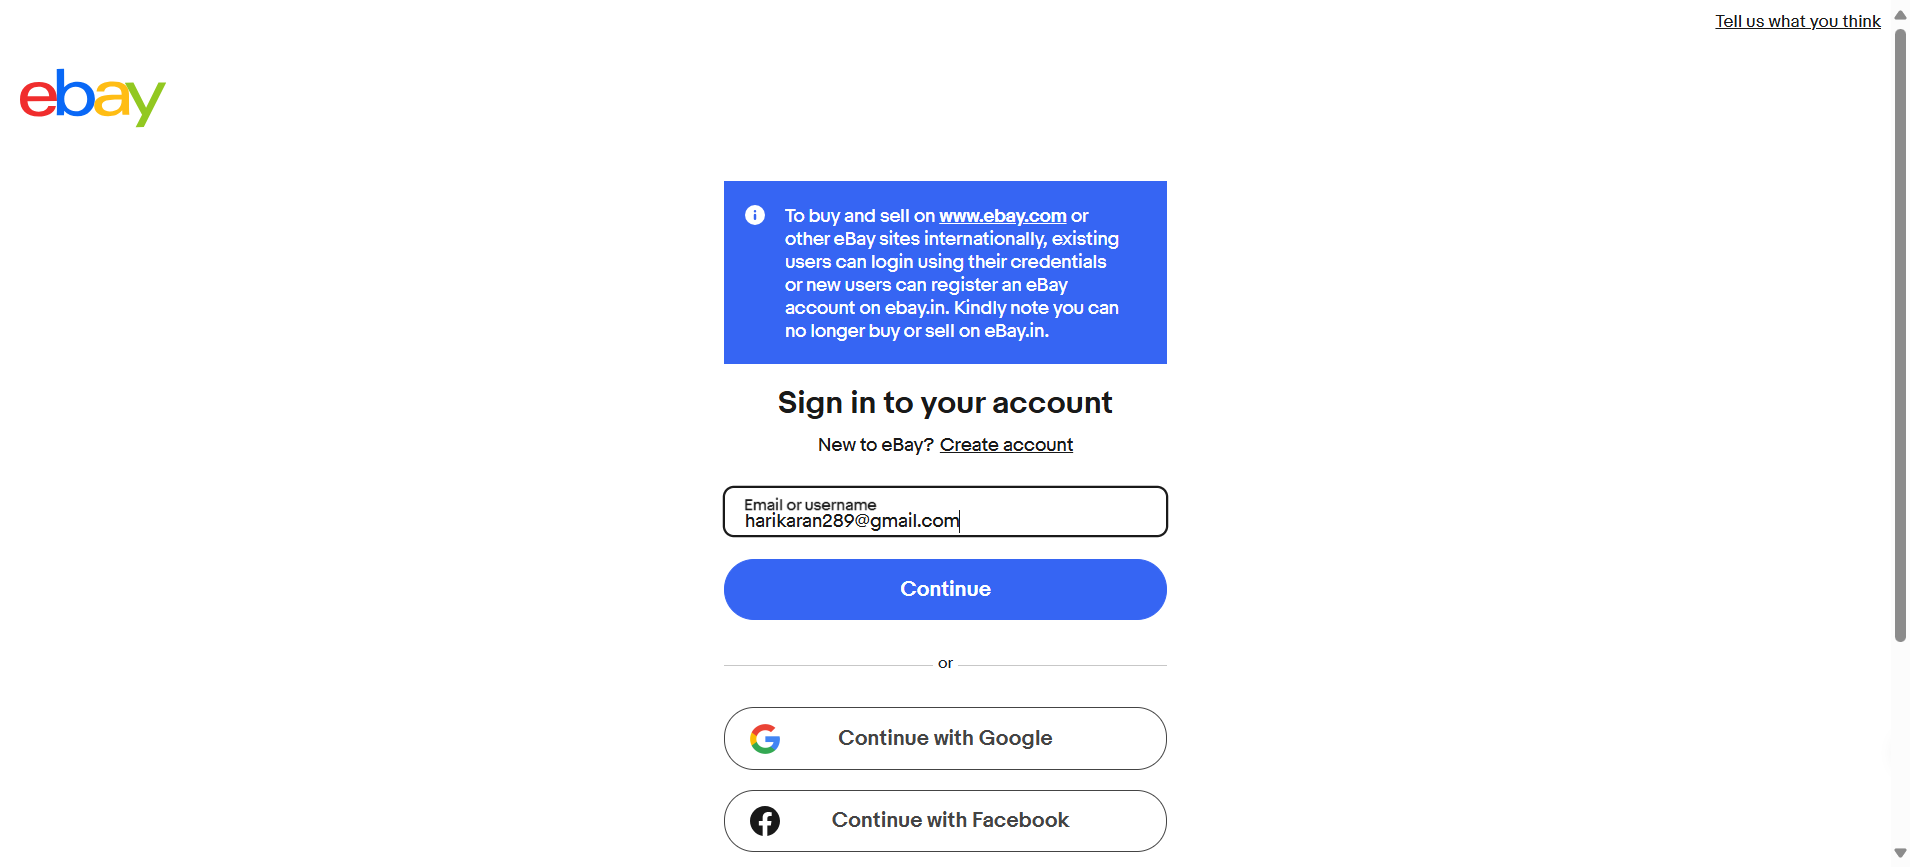 Tell us what you think
ebay
To buy and sell on www.ebay.com or
other eBay sites internationally, existing
users can login using their credentials
or new users can register an eBay
account on ebay.in. Kindly note you can
no longer buy or sell on eBay.in.
Sign in to your account
New to eBay? Create account
Email or username
harikaran289@gmail.com
Continue
or
Continue with Google
Continue with Facebook